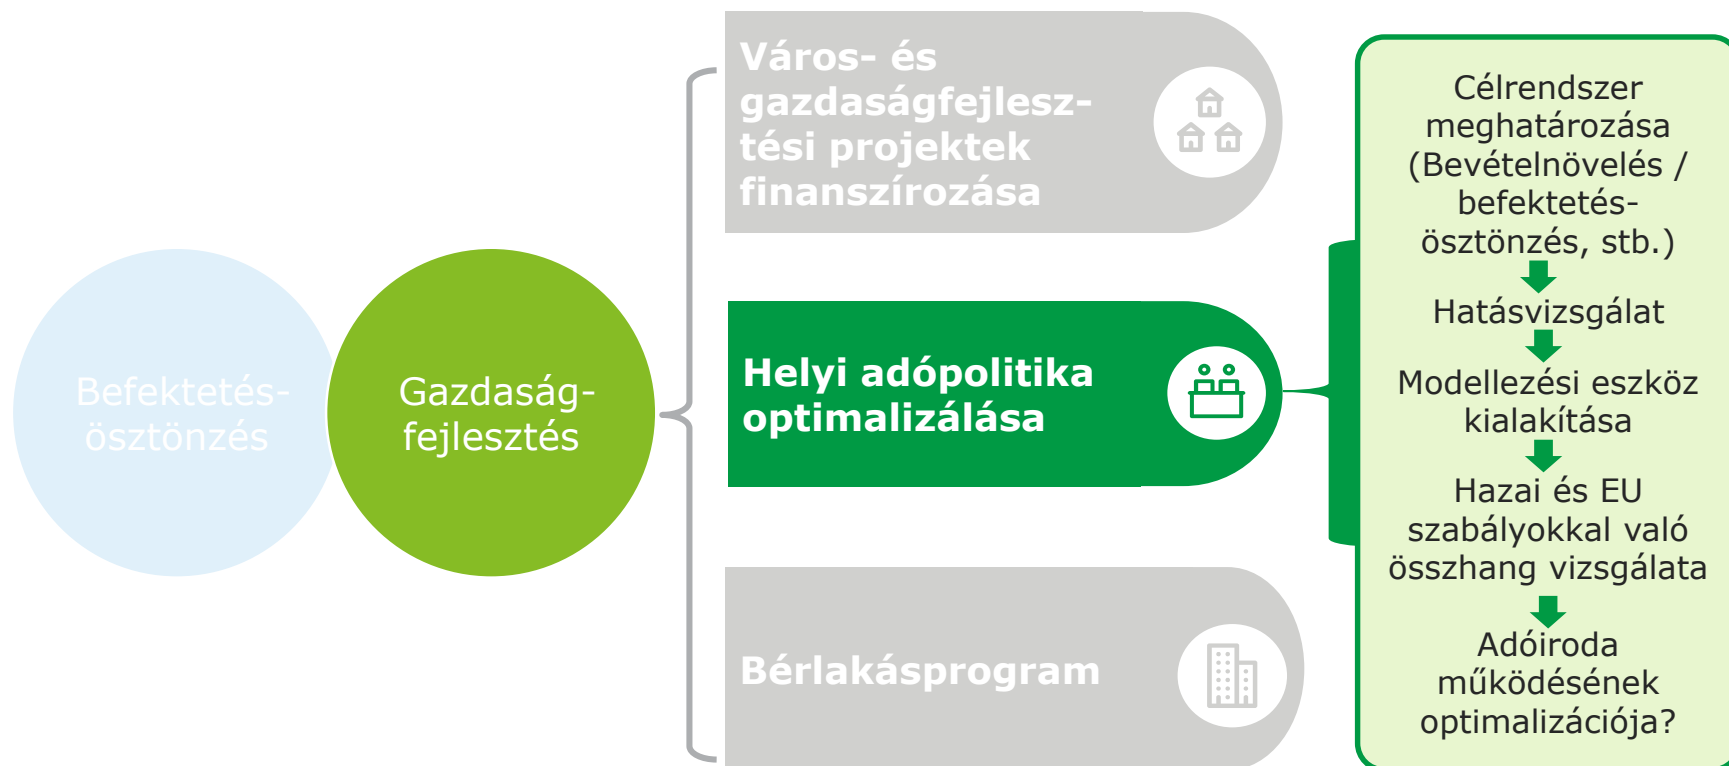 Befektetés-
ösztönzés
Gazdaság-
fejlesztés
Város- és
gazdaságfejlesz-
tési projektek
finanszírozása
Helyi adópolitika
optimalizálása
Bérlakásprogram
Célrendszer
meghatározása
(Bevételnövelés /
befektetés-
ösztönzés, stb.)
Hatásvizsgálat
Modellezési eszköz
kialakítása
Hazai és EU
szabályokkal való
összhang vizsgálata
Adóiroda
működésének
optimalizációja?